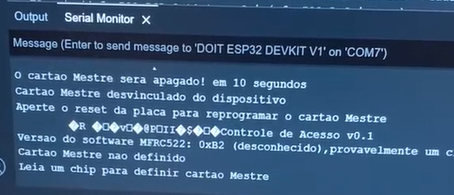 Output Serial Monitor X
Message (Enter to send message to 'DOIT ESP32 DEVKIT V1' on 'COM7')
O cartao Mestre sera apagado! em 10 segundos
Cartao Mestre desvinculado do dispositivo
Aperte o reset da placa para reprogramar o cartao Mestre
Controle de Acesso v0.1
Versao do software MFRC522: 0xB2 (desconhecido),provavelmente um c
Cartao Mestre nao definido
Leia um chip para definir cartao Mestre